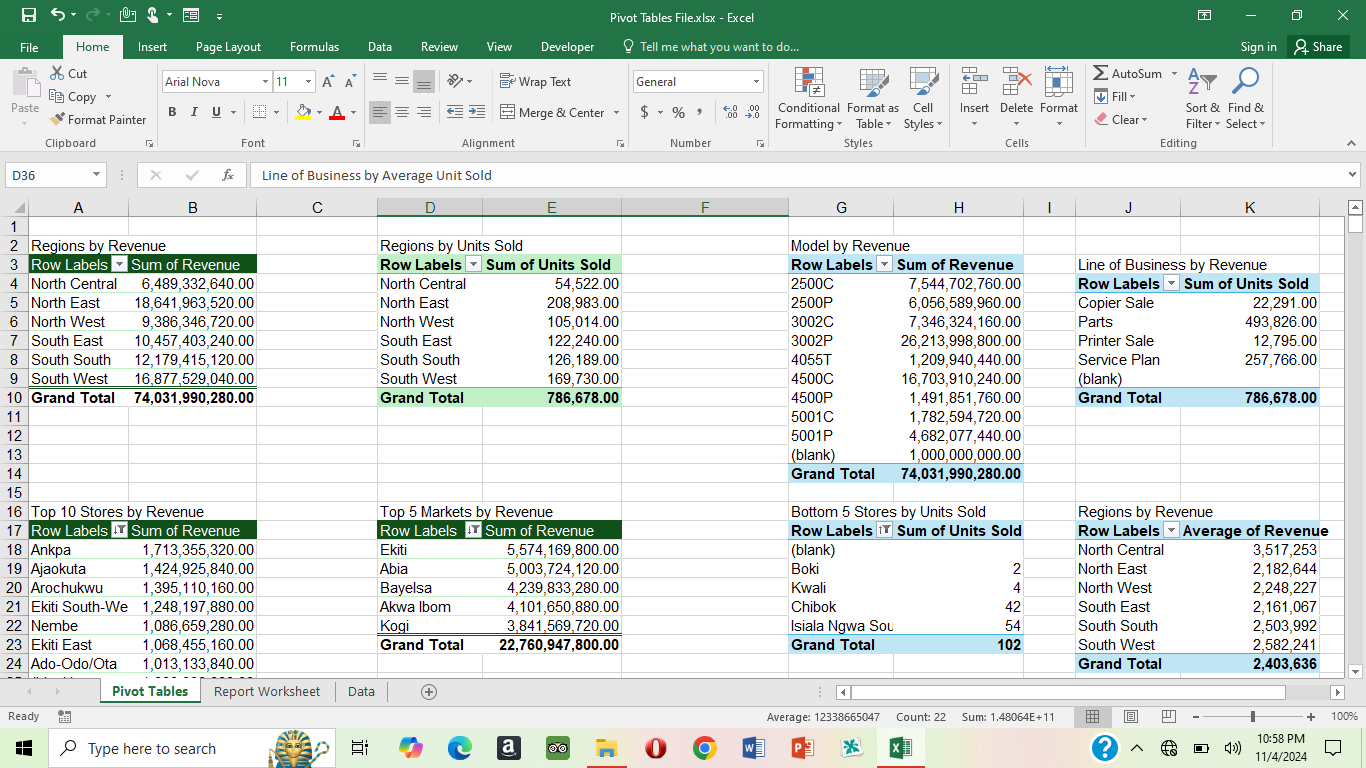 Pivot Tables File.xlsx - Excel
File Home Insert Page Layout Formulas Data Review View Developer Tell me what you want to do... Sign in Share
Paste Cut Copy Format Painter Clipboard
Arial Nova 11 B I U A A A Font
Wrap Text Merge & Center Alignment
General $ % , Number
Conditional Formatting Format as Table Cell Styles Styles
Insert Delete Format Cells
AutoSum Fill Clear Sort & Filter Find & Select Editing
D36 fx Line of Business by Average Unit Sold
A B C D E F G H I J K
1
2 Regions by Revenue Regions by Units Sold Model by Revenue
3 Row Labels Sum of Revenue Row Labels Sum of Units Sold Row Labels Sum of Revenue Line of Business by Revenue
4 North Central 6,489,332,640.00 North Central 54,522.00 2500C 7,544,702,760.00 Row Labels Sum of Units Sold
5 North East 18,641,963,520.00 North East 208,983.00 2500P 6,056,589,960.00 Copier Sale 22,291.00
6 North West 9,386,346,720.00 North West 105,014.00 3002C 7,346,324,160.00 Parts 493,826.00
7 South East 10,457,403,240.00 South East 122,240.00 3002P 26,213,998,800.00 Printer Sale 12,795.00
8 South South 12,179,415,120.00 South South 126,189.00 4055T 1,209,940,440.00 Service Plan 257,766.00
9 South West 16,877,529,040.00 South West 169,730.00 4500C 16,703,910,240.00 (blank)
10 Grand Total 74,031,990,280.00 Grand Total 786,678.00 4500P 1,491,851,760.00 Grand Total 786,678.00
11 5001C 1,782,594,720.00
12 5001P 4,682,077,440.00
13 (blank) 1,000,000,000.00
14 Grand Total 74,031,990,280.00
15
16 Top 10 Stores by Revenue Top 5 Markets by Revenue Bottom 5 Stores by Units Sold Regions by Revenue
17 Row Labels Sum of Revenue Row Labels Sum of Revenue Row Labels Sum of Units Sold Row Labels Average of Revenue
18 Ankpa 1,713,355,320.00 Ekiti 5,574,169,800.00 (blank) North Central 3,517,253
19 Ajaokuta 1,424,925,840.00 Abia 5,003,724,120.00 Boki 2 North East 2,182,644
20 Arochukwu 1,395,110,160.00 Bayelsa 4,239,833,280.00 Kwali 4 North West 2,248,227
21 Ekiti South-We 1,248,197,880.00 Akwa Ibom 4,101,650,880.00 Chibok 42 South East 2,161,067
22 Nembe 1,086,659,280.00 Kogi 3,841,569,720.00 Isiala Ngwa Sou 54 South South 2,503,992
23 Ekiti East 1,068,455,160.00 Grand Total 22,760,947,800.00 Grand Total 102 South West 2,582,241
24 Ado-Odo/Ota 1,013,133,840.00 Grand Total 2,403,636
Pivot Tables Report Worksheet Data
Ready Average: 12338665047 Count: 22 Sum: 1.48064E+11 100%
Type here to search 10:58 PM
11/4/2024